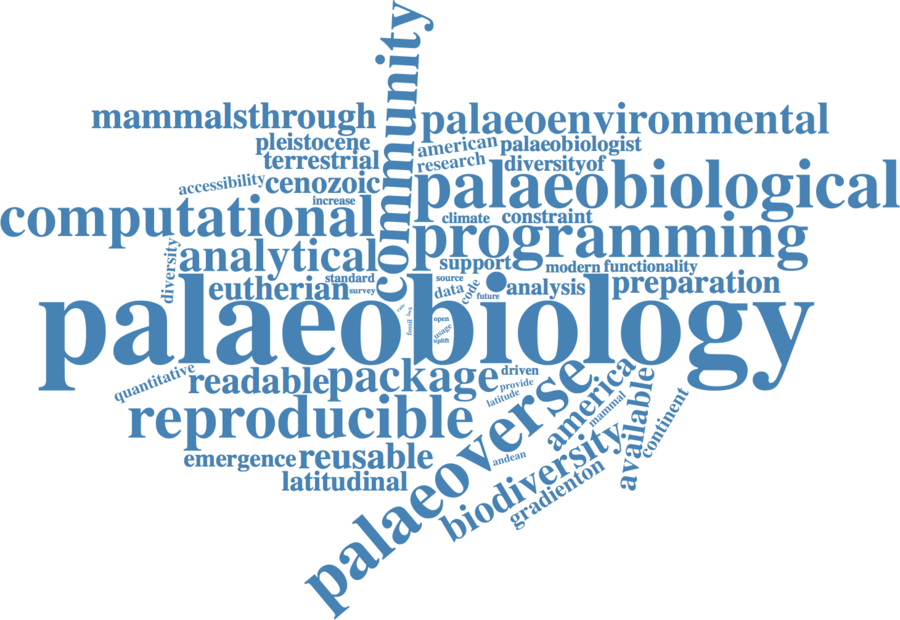 community
mammalsthrough
palaeoenvironmental
pleistocene
american
palaeobiologist
terrestrial
research
diversityof
accessibility
cenozoic
palaeobiological
increase
computational
climate
constraint
programming
diversity
analytical
support
modern
functionality
eutherian
standard
survey
source
data
code
future
analysis
preparation
palaeobiology
fossil
open
usage
driven
quantitative
readable
package
provide
latitude
palaeoverse
america
mammal
available
continent
reproducible
emergence
reusable
andean
biodiversity
gradienton
latitudinal